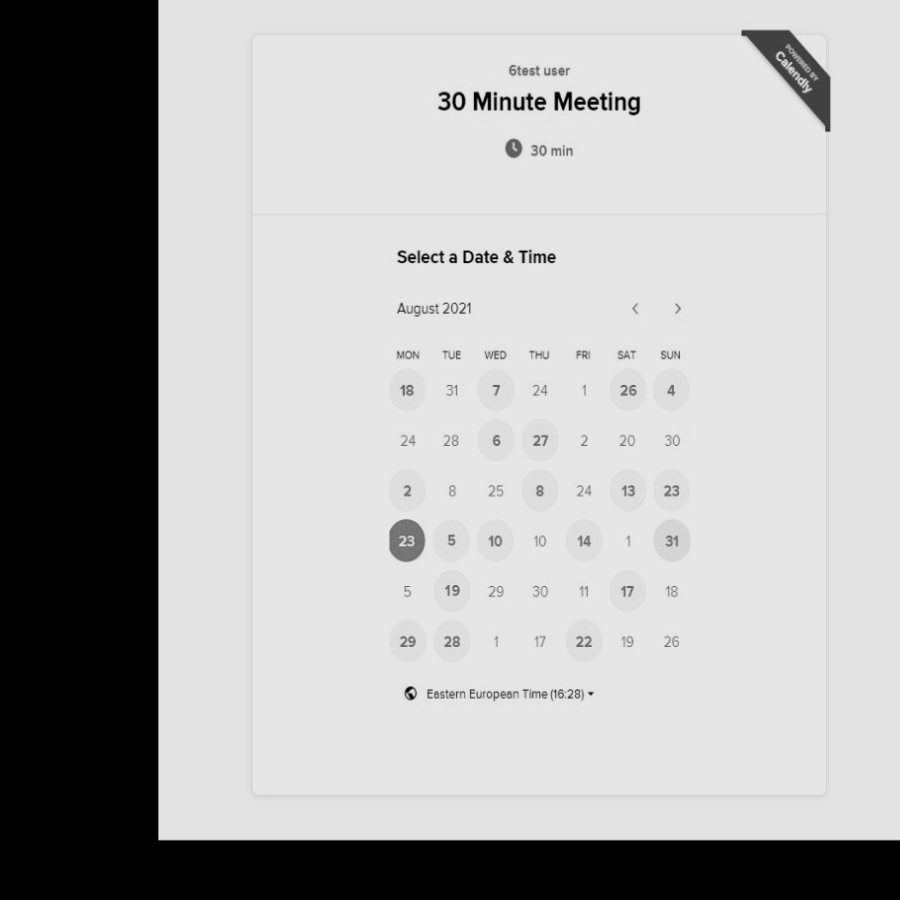 POWERED BY
Calendly
6test user
30 Minute Meeting
30 min
Select a Date & Time
August 2021
MON TUE WED THU FRI SAT SUN
18 31 7 24 1 26 4
24 28 6 27 2 20 30
2 8 25 8 24 13 23
23 5 10 10 14 1 31
5 19 29 30 11 17 18
29 28 1 17 22 19 26
Eastern European Time (16:28)